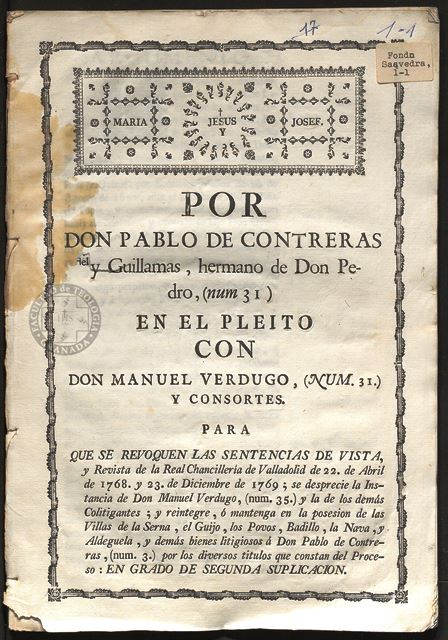 17
1-1
Fondo
Saavedra,
1-1
MARIA
JESUS
Y
JOSEF.
POR
DON PABLO DE CONTRERAS
y Guillamas, hermano de Don Pe-
dro, (num 31)
EN EL PLEITO
CON
DON MANUEL VERDUGO, (NUM. 31.)
Y CONSORTES.
PARA
QUE SE REVOQUEN LAS SENTENCIAS DE VISTA,
y Revista de la Real Chancilleria de Valladolid de 22. de Abril
de 1768. y 23. de Diciembre de 1769; se desprecie la Ins-
tancia de Don Manuel Verdugo, (num. 35.) y la de los demás
Colitigantes; y reintegre, ó mantenga en la posesion de las
Villas de la Serna, el Guijo, los Povos, Badillo, la Nava, y
Aldeguela, y demás bienes litigiosos á Don Pablo de Contre-
ras, (num. 3.) por los diversos titulos que constan del Proce-
so: EN GRADO DE SEGUNDA SUPLICACION.
FACULTAD DE TEOLOGIA
GRANADA